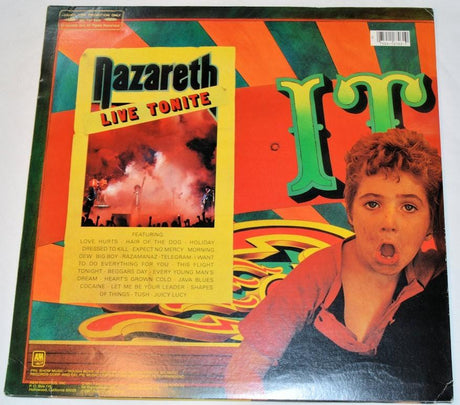 Nazareth
LIVE TONITE
IT
FEATURING:
LOVE HURTS · HAIR OF THE DOG · HOLIDAY
DRESSED TO KILL · EXPECT NO MERCY · MORNING
DEW · BIG BOY · RAZAMANAZ · TELEGRAM · I WANT
TO DO EVERYTHING FOR YOU · THIS FLIGHT
TONIGHT · BEGGARS DAY · EVERY YOUNG MAN'S
DREAM · HEART'S GROWN COLD · JAVA BLUES
COCAINE · LET ME BE YOUR LEADER · SHAPES
OF THINGS · TUSH · JUICY LUCY
A&M